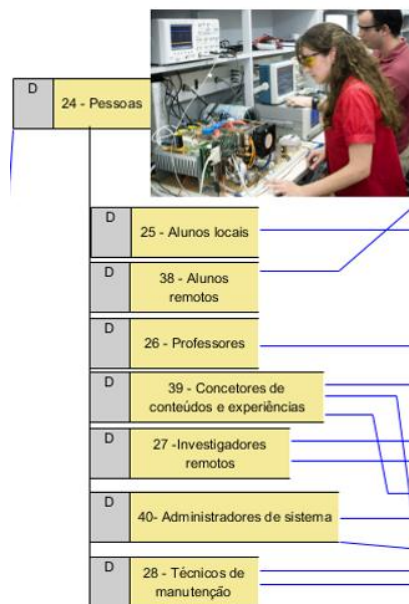 D
24 - Pessoas
D
25 - Alunos locais
D
38 - Alunos
remotos
D
26 - Professores
D
39 - Concetores de
conteúdos e experiências
D
27 -Investigadores
remotos
D
40- Administradores de sistema
D
28 - Técnicos de
manutenção